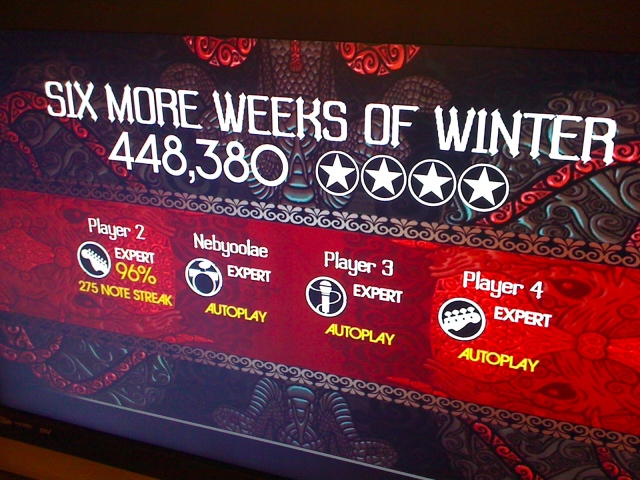 SIX MORE WEEKS OF WINTER
448,380
Player 2
EXPERT
96%
275 NOTE STREAK
Nebyoolae
EXPERT
AUTOPLAY
Player 3
EXPERT
AUTOPLAY
Player 4
EXPERT
AUTOPLAY